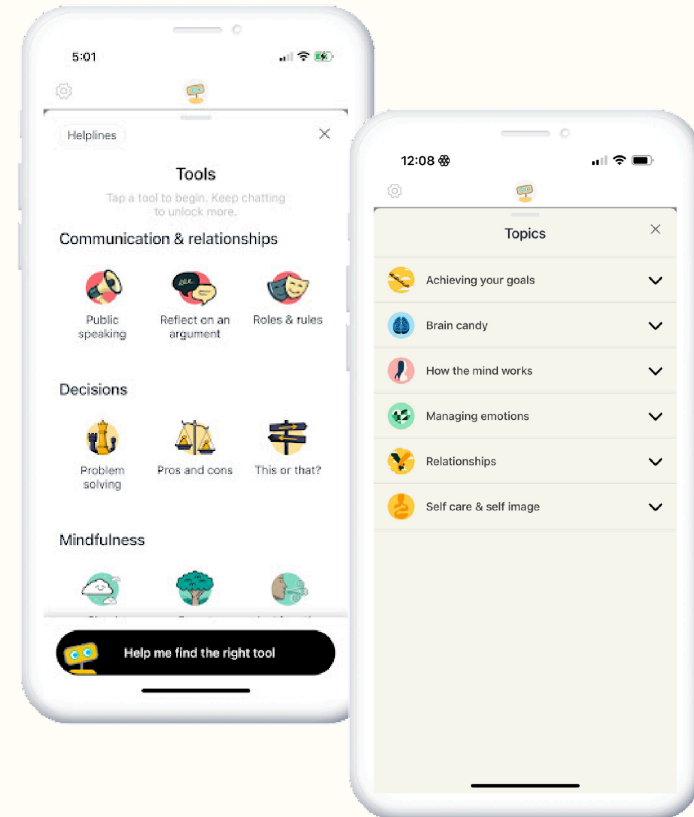 5:01
Helplines
Tools
Tap a tool to begin. Keep chatting
to unlock more.
Communication & relationships
Public
speaking
Reflect on an
argument
Roles & rules
Decisions
Problem
solving
Pros and cons
This or that?
Mindfulness
Help me find the right tool
12:08
Topics
Achieving your goals
Brain candy
How the mind works
Managing emotions
Relationships
Self care & self image